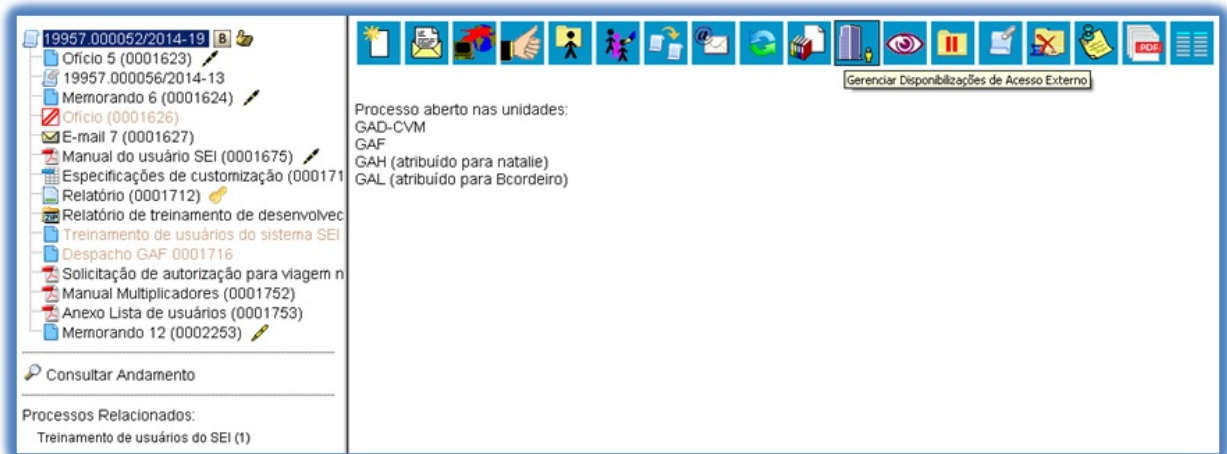 19957.000052/2014-19 B
Ofício 5 (0001623)
19957.000056/2014-13
Memorando 6 (0001624)
Ofício (0001626)
E-mail 7 (0001627)
Manual do usuário SEI (0001675)
Especificações de customização (000171
Relatório (0001712)
Relatório de treinamento de desenvolvec
Treinamento de usuários do sistema SEI
Despacho GAF 0001716
Solicitação de autorização para viagem n
Manual Multiplicadores (0001752)
Anexo Lista de usuários (0001753)
Memorando 12 (0002253)
Consultar Andamento
Processos Relacionados:
Treinamento de usuários do SEI (1)
PDF
Gerenciar Disponibilizações de Acesso Externo
Processo aberto nas unidades:
GAD-CVM
GAF
GAH (atribuído para natalie)
GAL (atribuído para Bcordeiro)